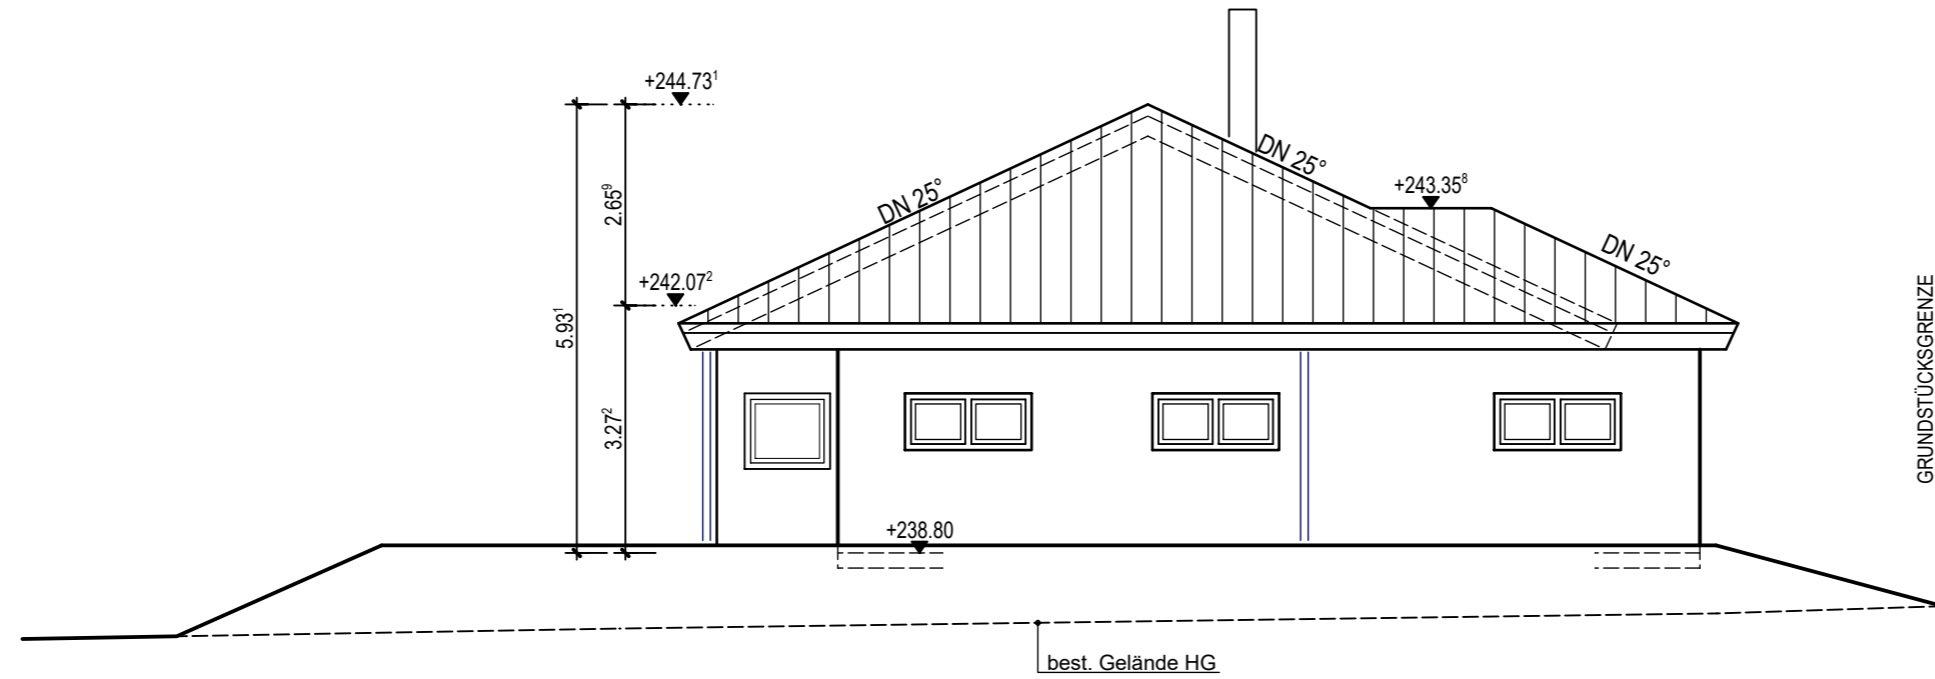 +244.73¹
DN 25°
+243.35⁸
2.65⁹
DN 25°
DN 25°
+242.07²
5.93¹
GRUNDSTÜCKSGRENZE
3.27²
+238.80
best. Gelände HG